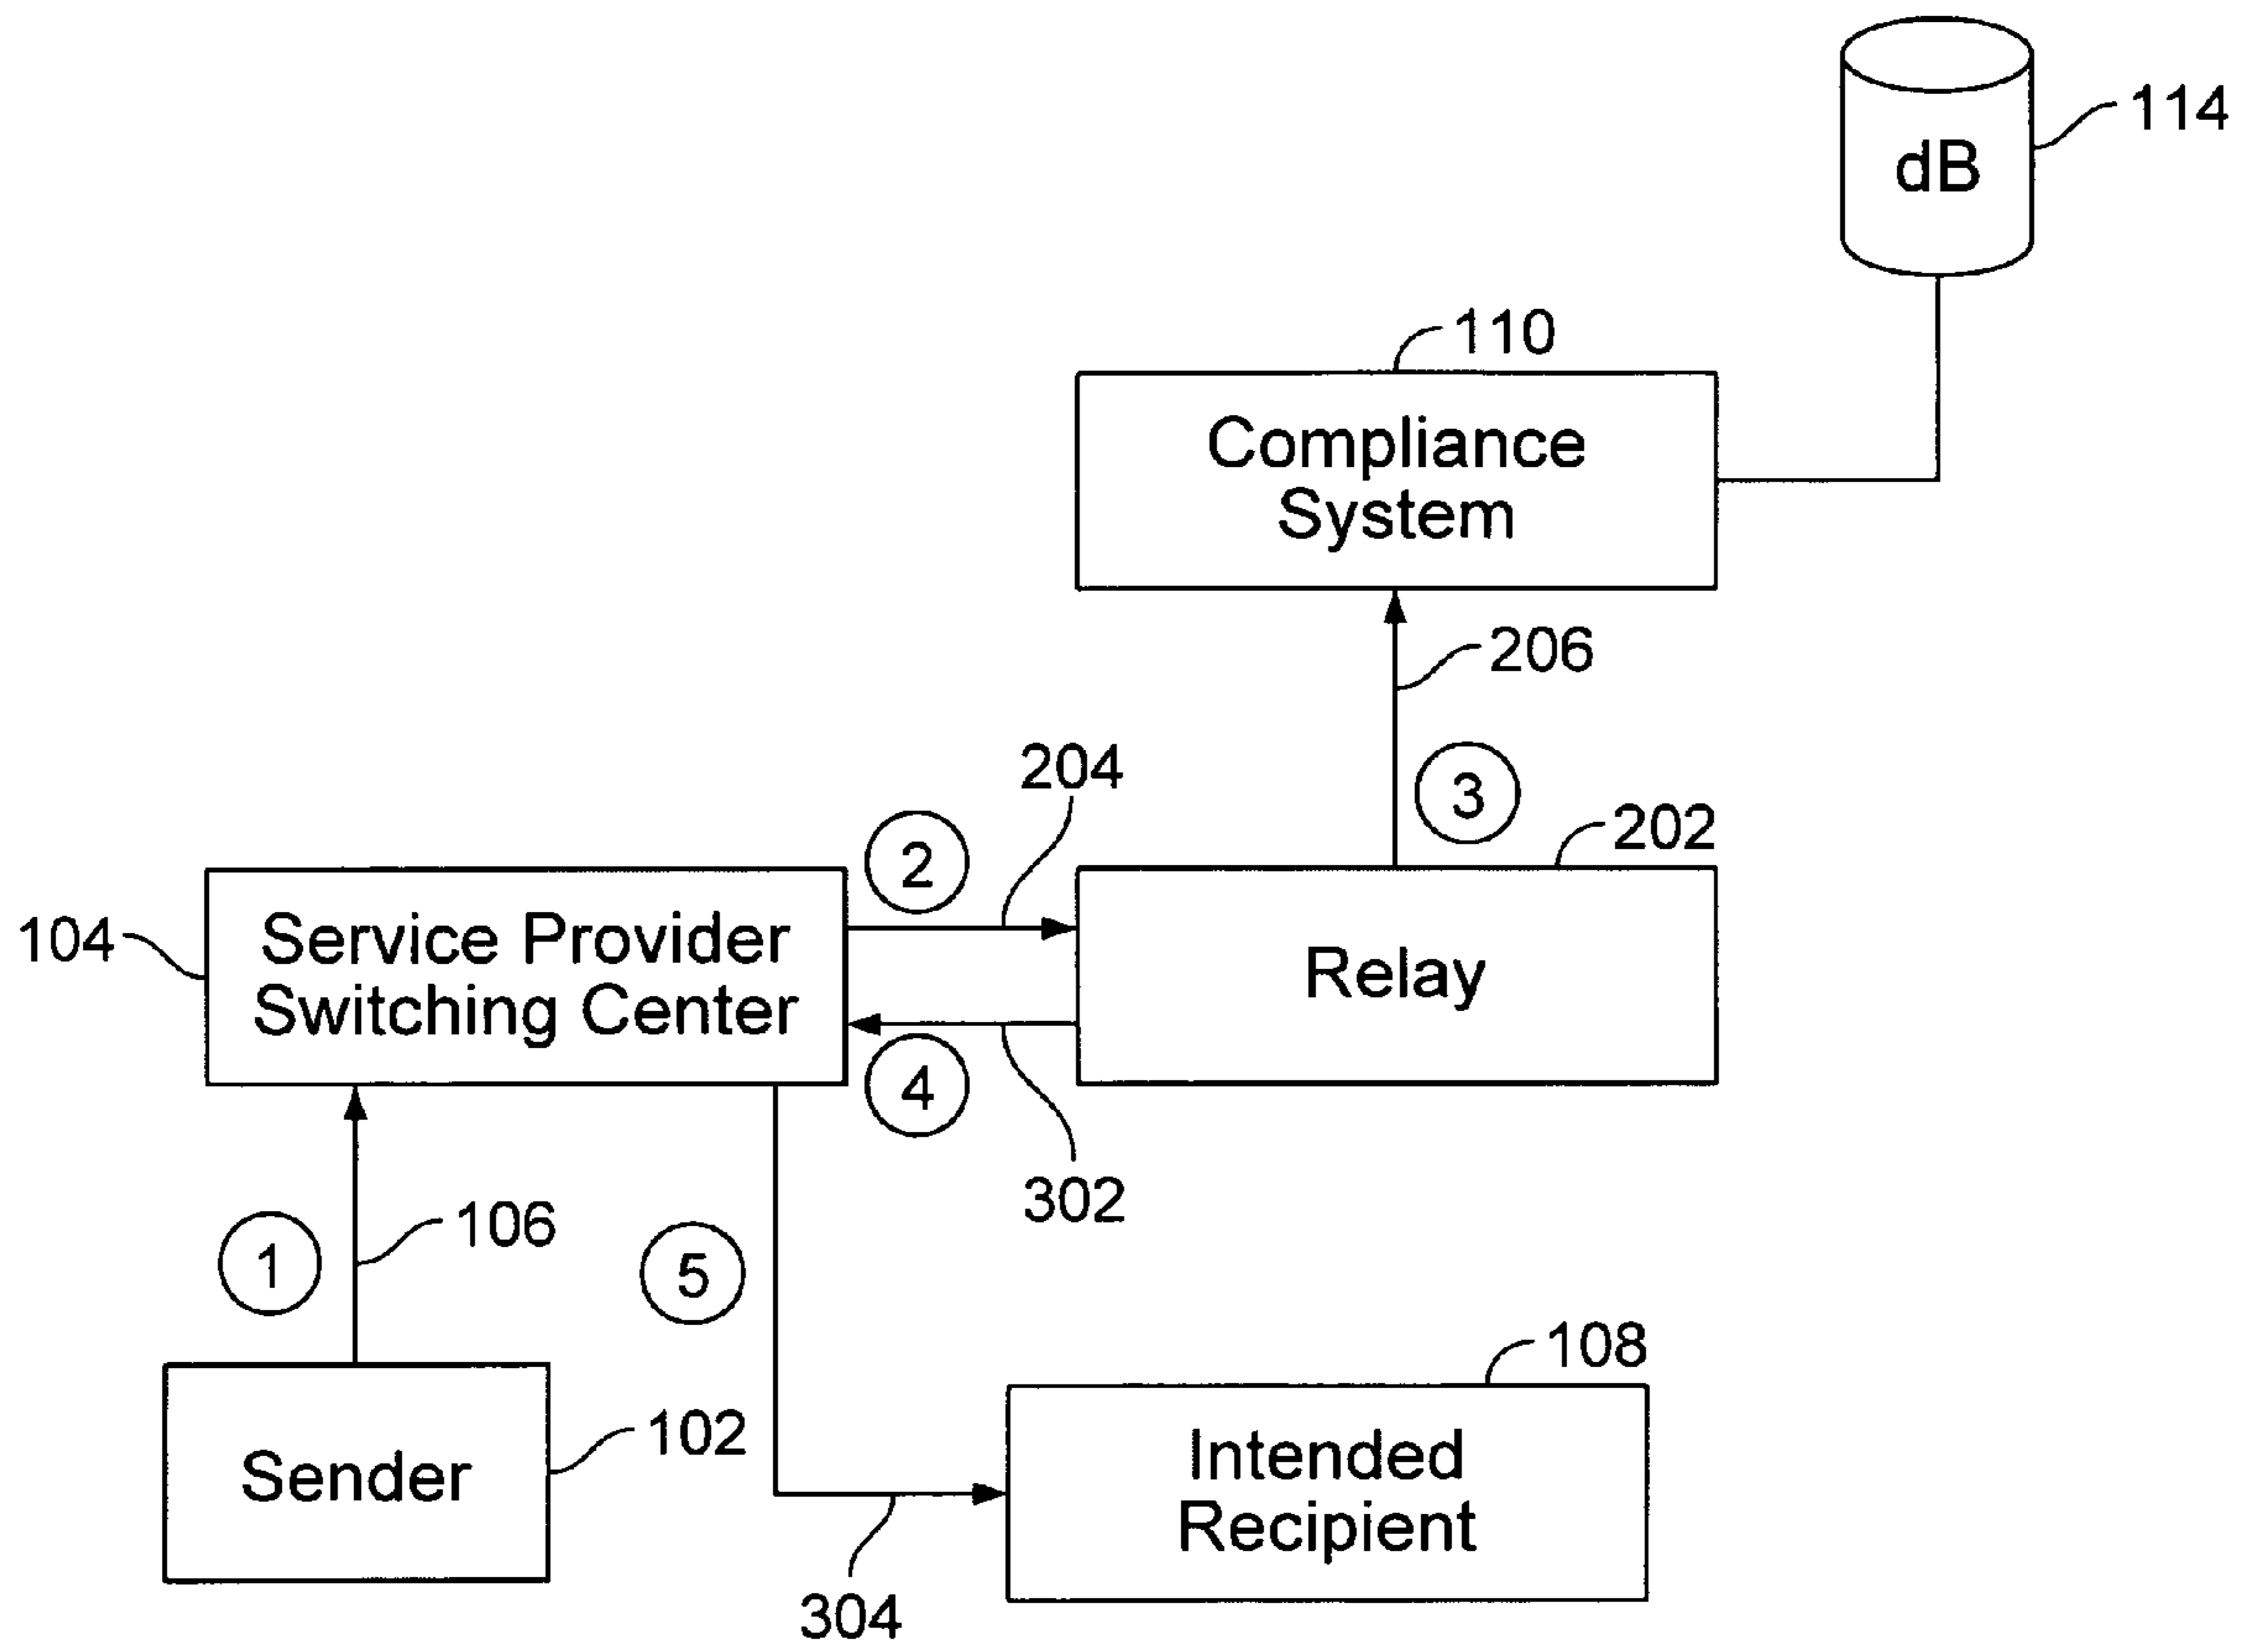 114
dB
110
Compliance
System
206
204
3
2
202
104
Service Provider
Switching Center
Relay
4
302
1
106
5
108
102
Sender
Intended
Recipient
304